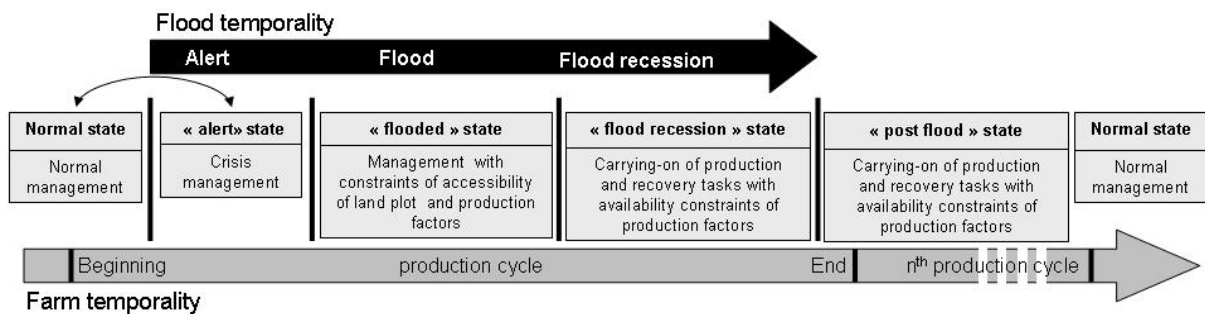 Flood temporality
Alert Flood Flood recession
Normal state
Normal
management
« alert» state
Crisis
management
« flooded » state
Management with
constraints of accessibility
of land plot and production
factors
« flood recession » state
Carrying-on of production
and recovery tasks with
availability constraints of
production factors
« post flood » state
Carrying-on of production
and recovery tasks with
availability constraints of
production factors
Normal state
Normal
management
Beginning production cycle End nth production cycle
Farm temporality